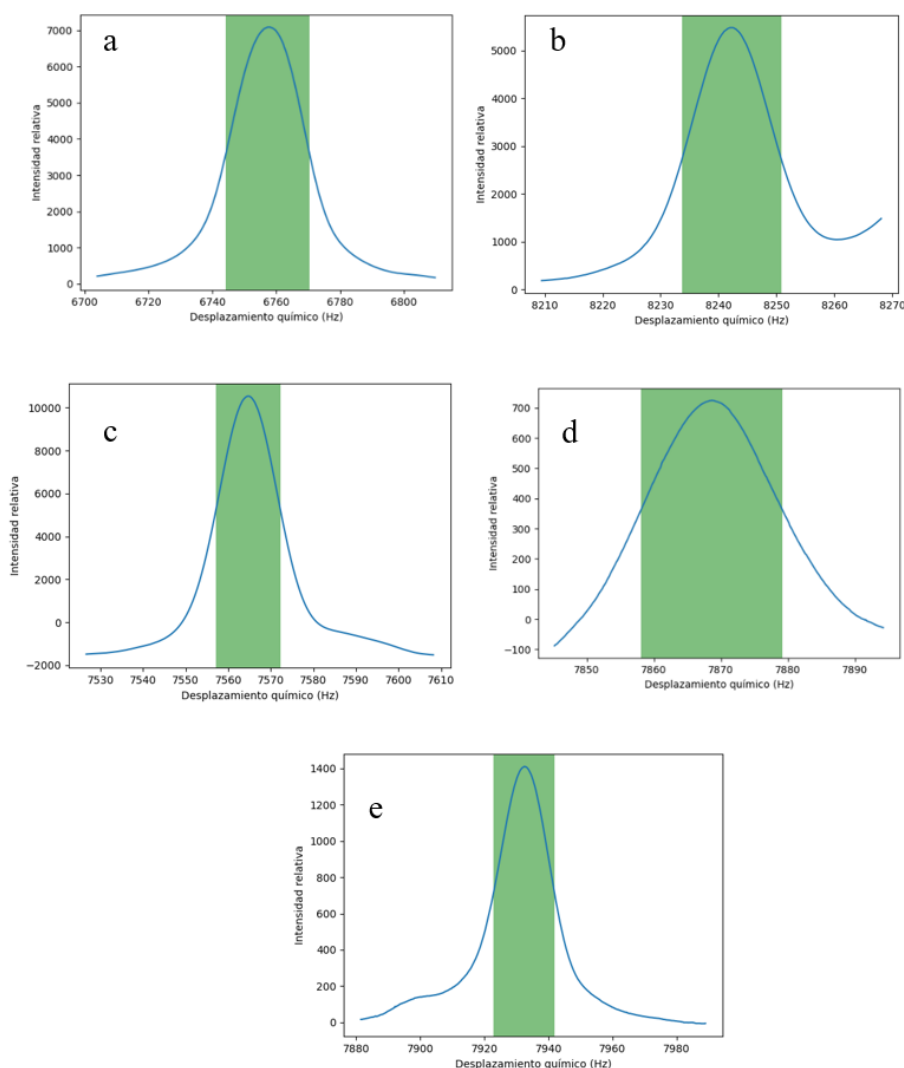 a
Intensidad relativa
7000
6000
5000
4000
3000
2000
1000
0
6700 6720 6740 6760 6780 6800
Desplazamiento químico (Hz)
b
Intensidad relativa
5000
4000
3000
2000
1000
0
8210 8220 8230 8240 8250 8260 8270
Desplazamiento químico (Hz)
c
Intensidad relativa
10000
8000
6000
4000
2000
0
−2000
7530 7540 7550 7560 7570 7580 7590 7600 7610
Desplazamiento químico (Hz)
d
Intensidad relativa
700
600
500
400
300
200
100
0
−100
7850 7860 7870 7880 7890
Desplazamiento químico (Hz)
e
Intensidad relativa
1400
1200
1000
800
600
400
200
0
7880 7900 7920 7940 7960 7980
Desplazamiento químico (Hz)